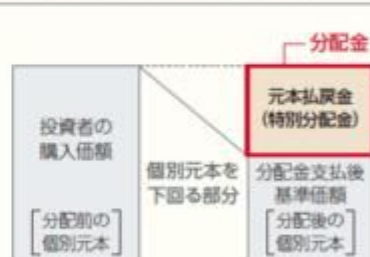 分配金
元本払戻金
(特別分配金)
投資者の
購入価額
個別元本を
下回る部分
分配金支払後
基準価額
分配前の
個別元本
分配後の
個別元本